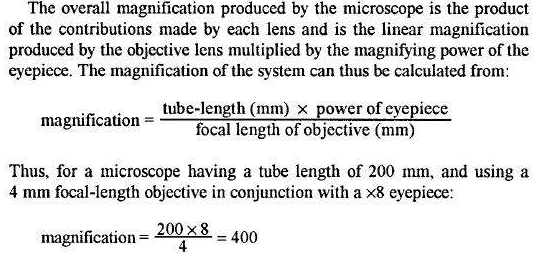 The overall magnification produced by the microscope is the product
of the contributions made by each lens and is the linear magnification
produced by the objective lens multiplied by the magnifying power of the
eyepiece. The magnification of the system can thus be calculated from:
magnification = tube-length (mm) × power of eyepiece
focal length of objective (mm)
Thus, for a microscope having a tube length of 200 mm, and using a
4 mm focal-length objective in conjunction with a ×8 eyepiece:
magnification = 200 × 8
4
= 400